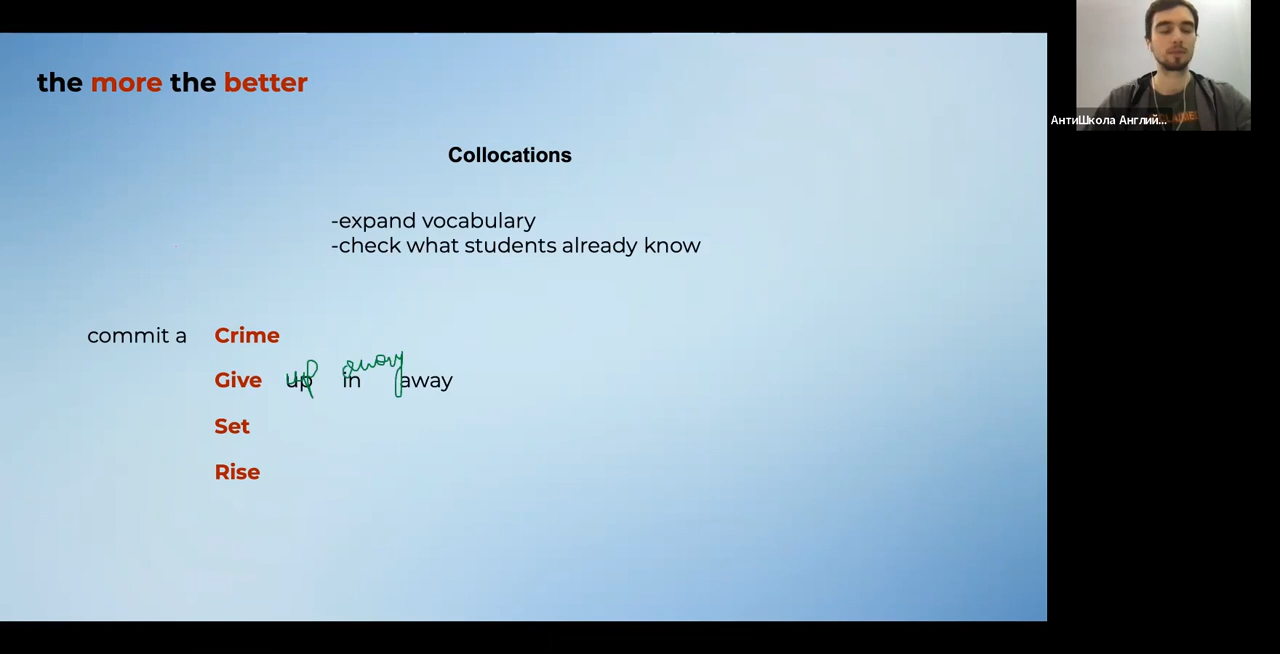 the more the better
АнтиШкола Англий...
Collocations
-expand vocabulary
-check what students already know
commit a Crime
up away
Give up in away
Set
Rise